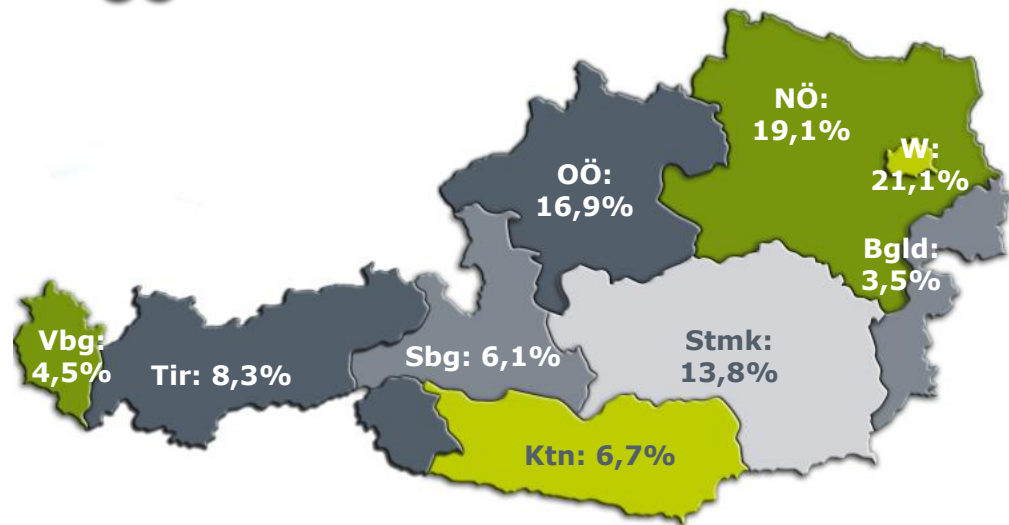 NÖ:
19,1%
W:
21,1%
OÖ:
16,9%
Bgld:
3,5%
Vbg:
4,5%
Tir: 8,3%
Sbg: 6,1%
Stmk:
13,8%
Ktn: 6,7%